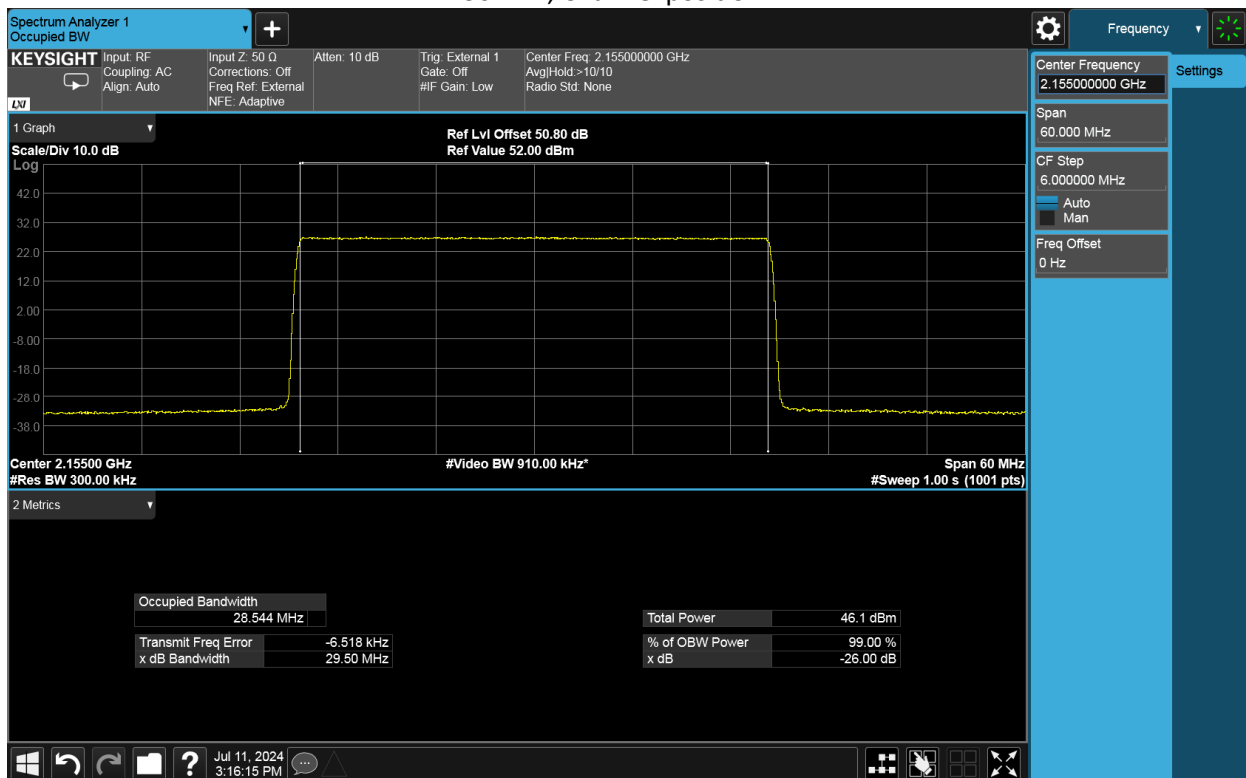 Spectrum Analyzer 1
Occupied BW
Frequency
KEYSIGHT
LXI
Input: RF
Coupling: AC
Align: Auto
Input Z: 50 Ω
Corrections: Off
Freq Ref: External
NFE: Adaptive
Atten: 10 dB
Trig: External 1
Gate: Off
#IF Gain: Low
Center Freq: 2.155000000 GHz
Avg|Hold:>10/10
Radio Std: None
Center Frequency
2.155000000 GHz
Settings
Span
60.000 MHz
CF Step
6.000000 MHz
Auto
Man
Freq Offset
0 Hz
1 Graph
Scale/Div 10.0 dB
Ref Lvl Offset 50.80 dB
Ref Value 52.00 dBm
Log
42.0
32.0
22.0
12.0
2.00
-8.00
-18.0
-28.0
-38.0
Center 2.15500 GHz
#Video BW 910.00 kHz*
Span 60 MHz
#Res BW 300.00 kHz
#Sweep 1.00 s (1001 pts)
2 Metrics
Occupied Bandwidth
28.544 MHz
Transmit Freq Error -6.518 kHz
x dB Bandwidth 29.50 MHz
Total Power 46.1 dBm
% of OBW Power 99.00 %
x dB -26.00 dB
?
Jul 11, 2024
3:16:15 PM